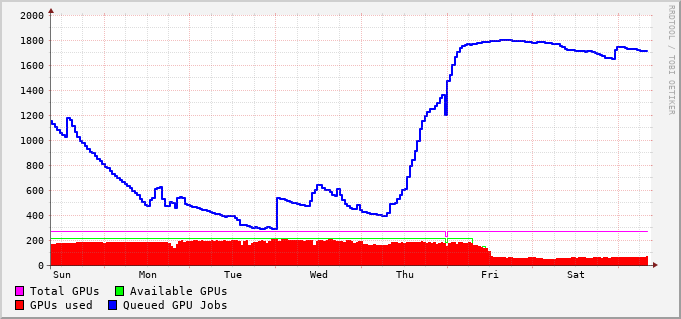 2000
1800
1600
1400
1200
1000
800
600
400
200
0
Sun Mon Tue Wed Thu Fri Sat
Total GPUs Available GPUs
GPUs used Queued GPU Jobs
RRDTOOL / TOBI OETIKER